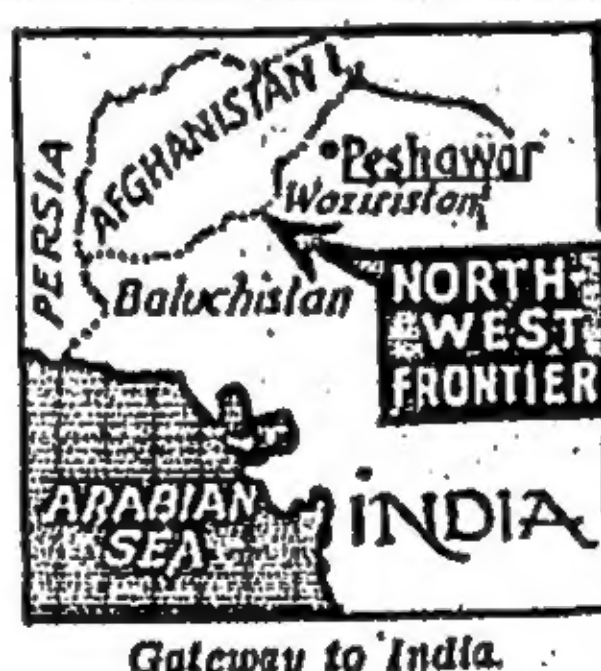 AFGHANISTAN
PERSIA
Peshawar
Waziristan
Baluchistan
NORTH
WEST
FRONTIER
ARABIAN
SEA
INDIA
Gateway to India.